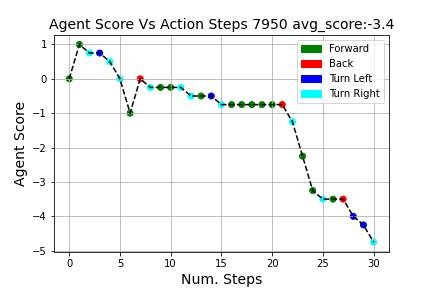 Agent Score Vs Action Steps 7950 avg_score:-3.4
Agent Score
1
0
−1
−2
−3
−4
−5
Forward
Back
Turn Left
Turn Right
0 5 10 15 20 25 30
Num. Steps